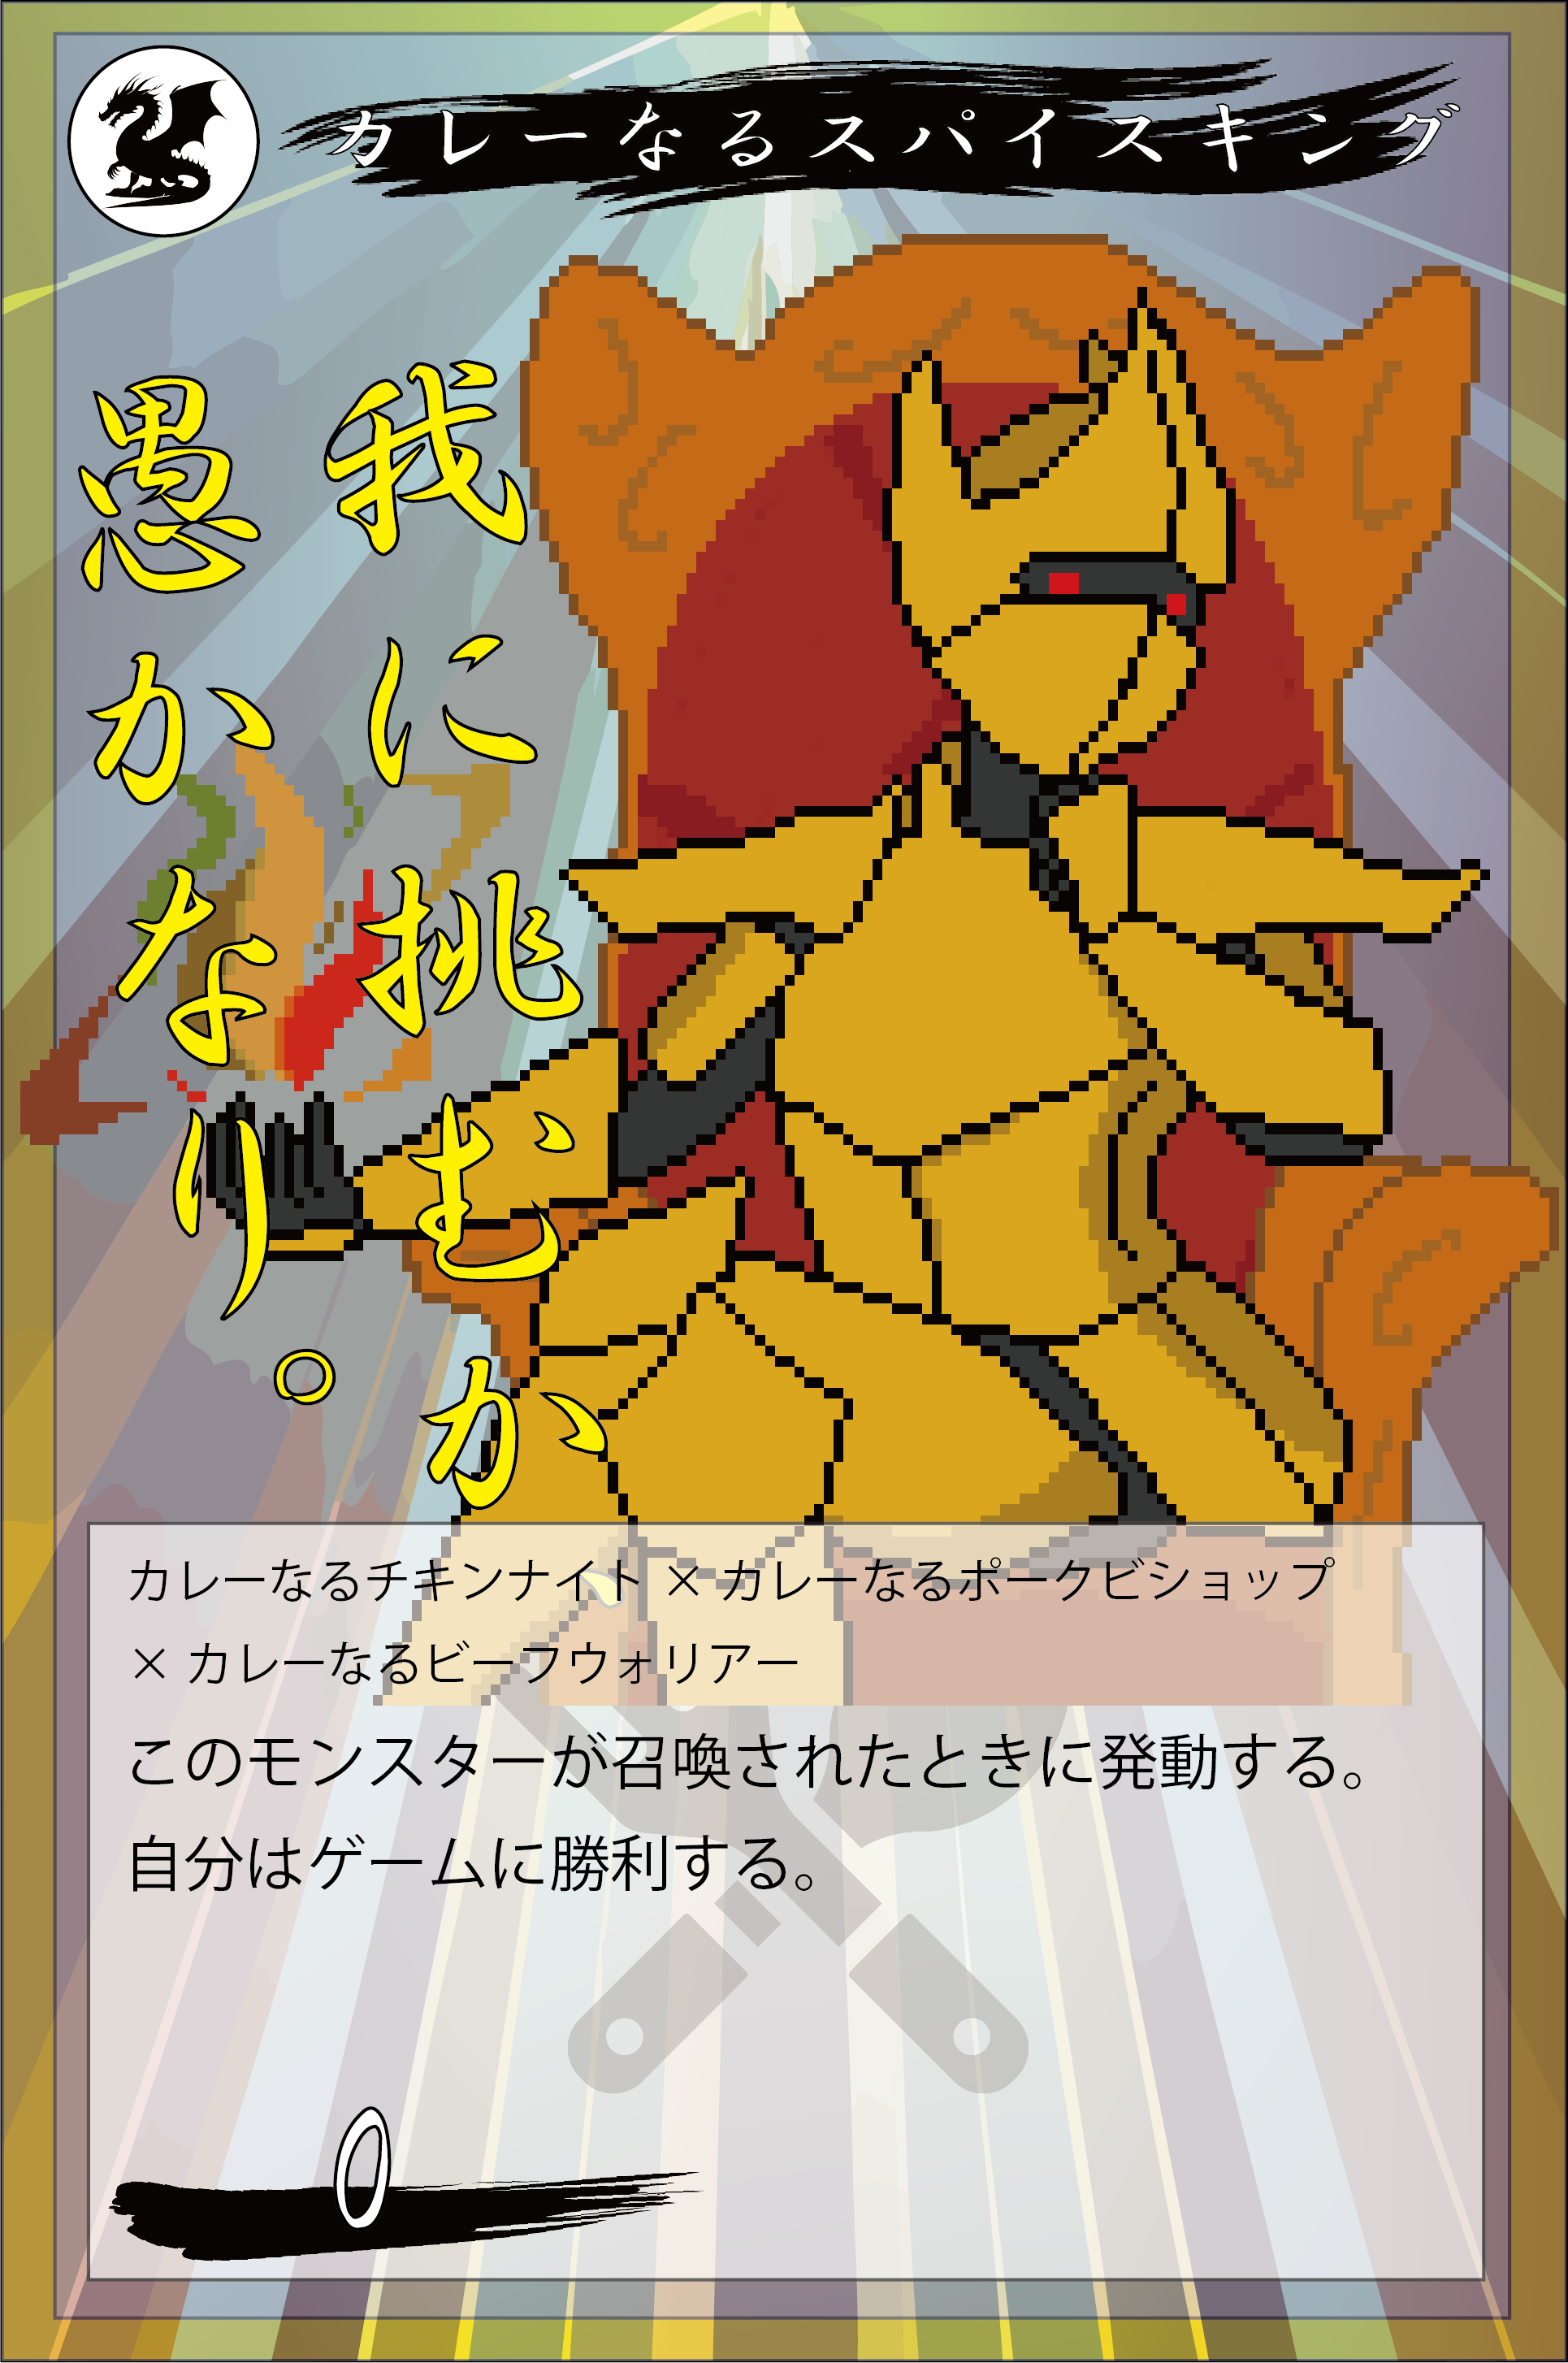 カレーなるスパイスキング
我に挑むか
愚かなり。
カレーなるチキンナイト × カレーなるポークビショップ
× カレーなるビーフウォリアー
このモンスターが召喚されたときに発動する。
自分はゲームに勝利する。
0